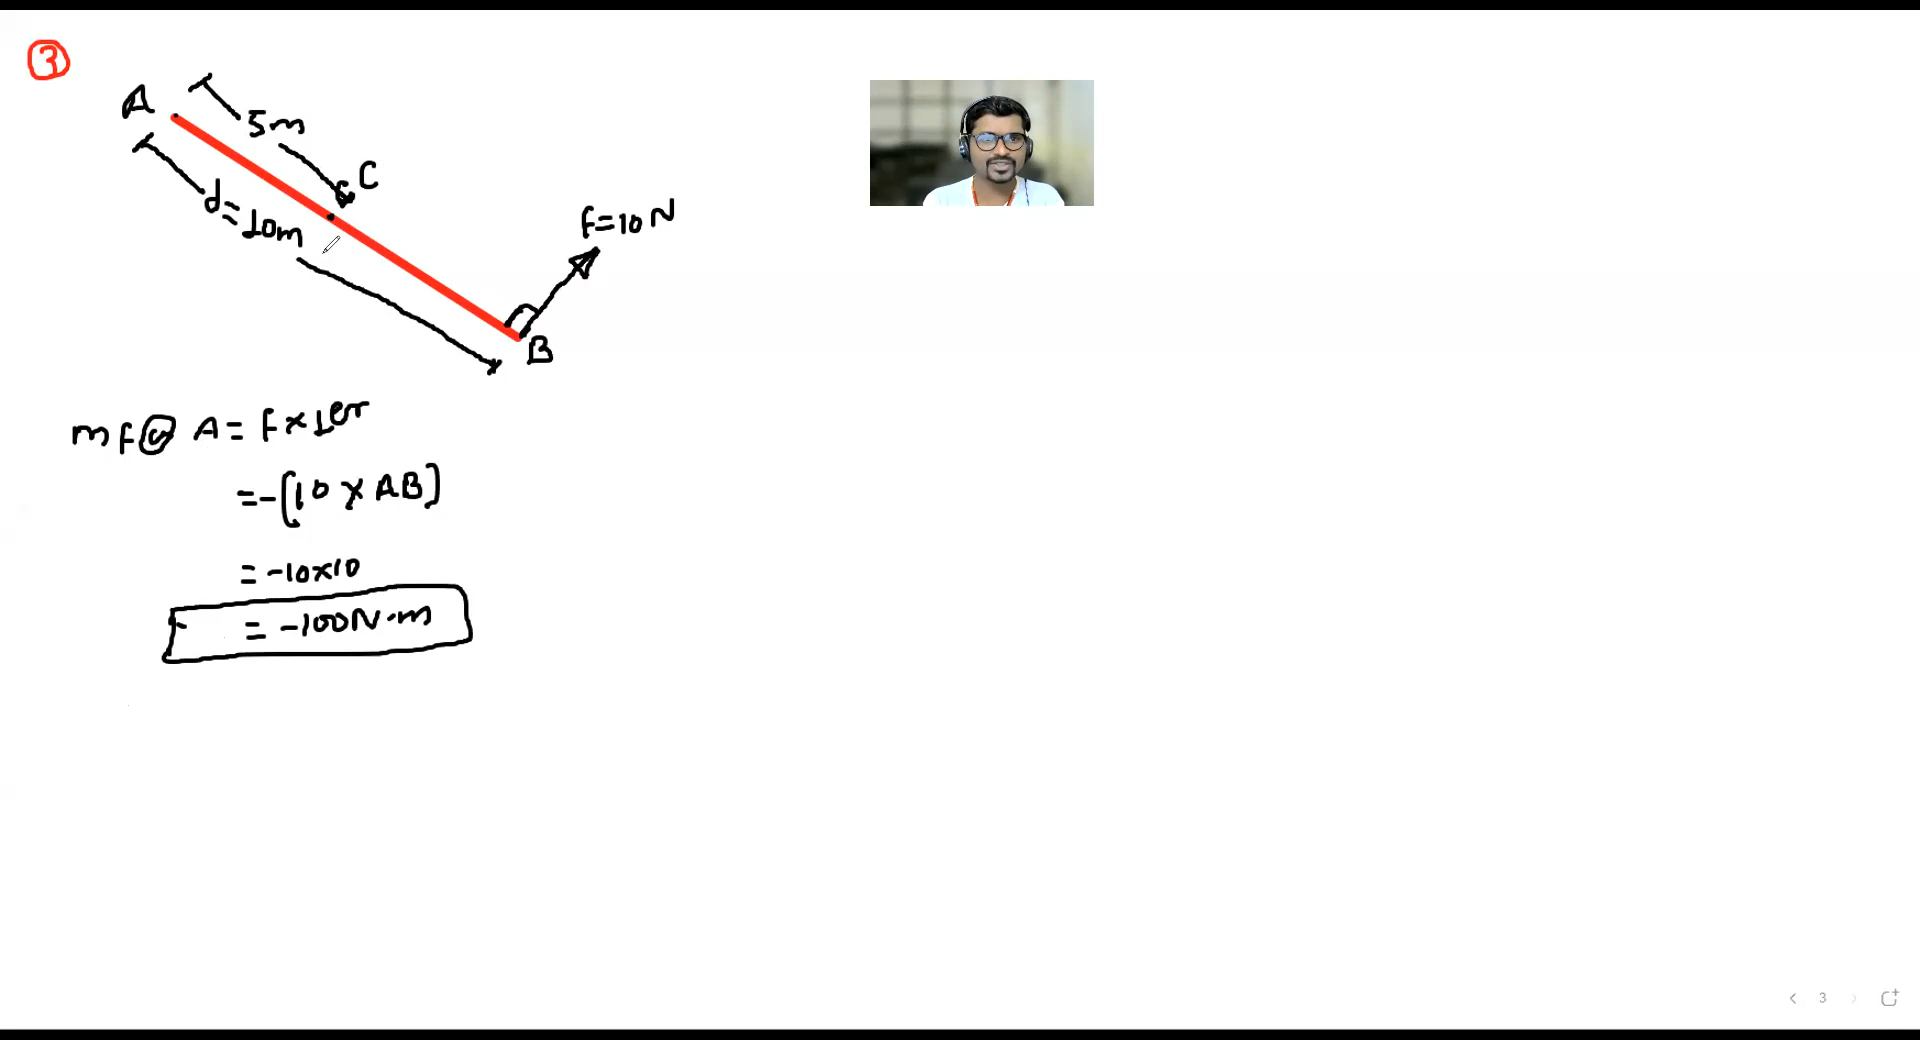 3
A
5m
C
d=10m
F=10N
B
mF@ A = F×⊥er
=-[10×AB]
= -10×10
= -100N·m
3